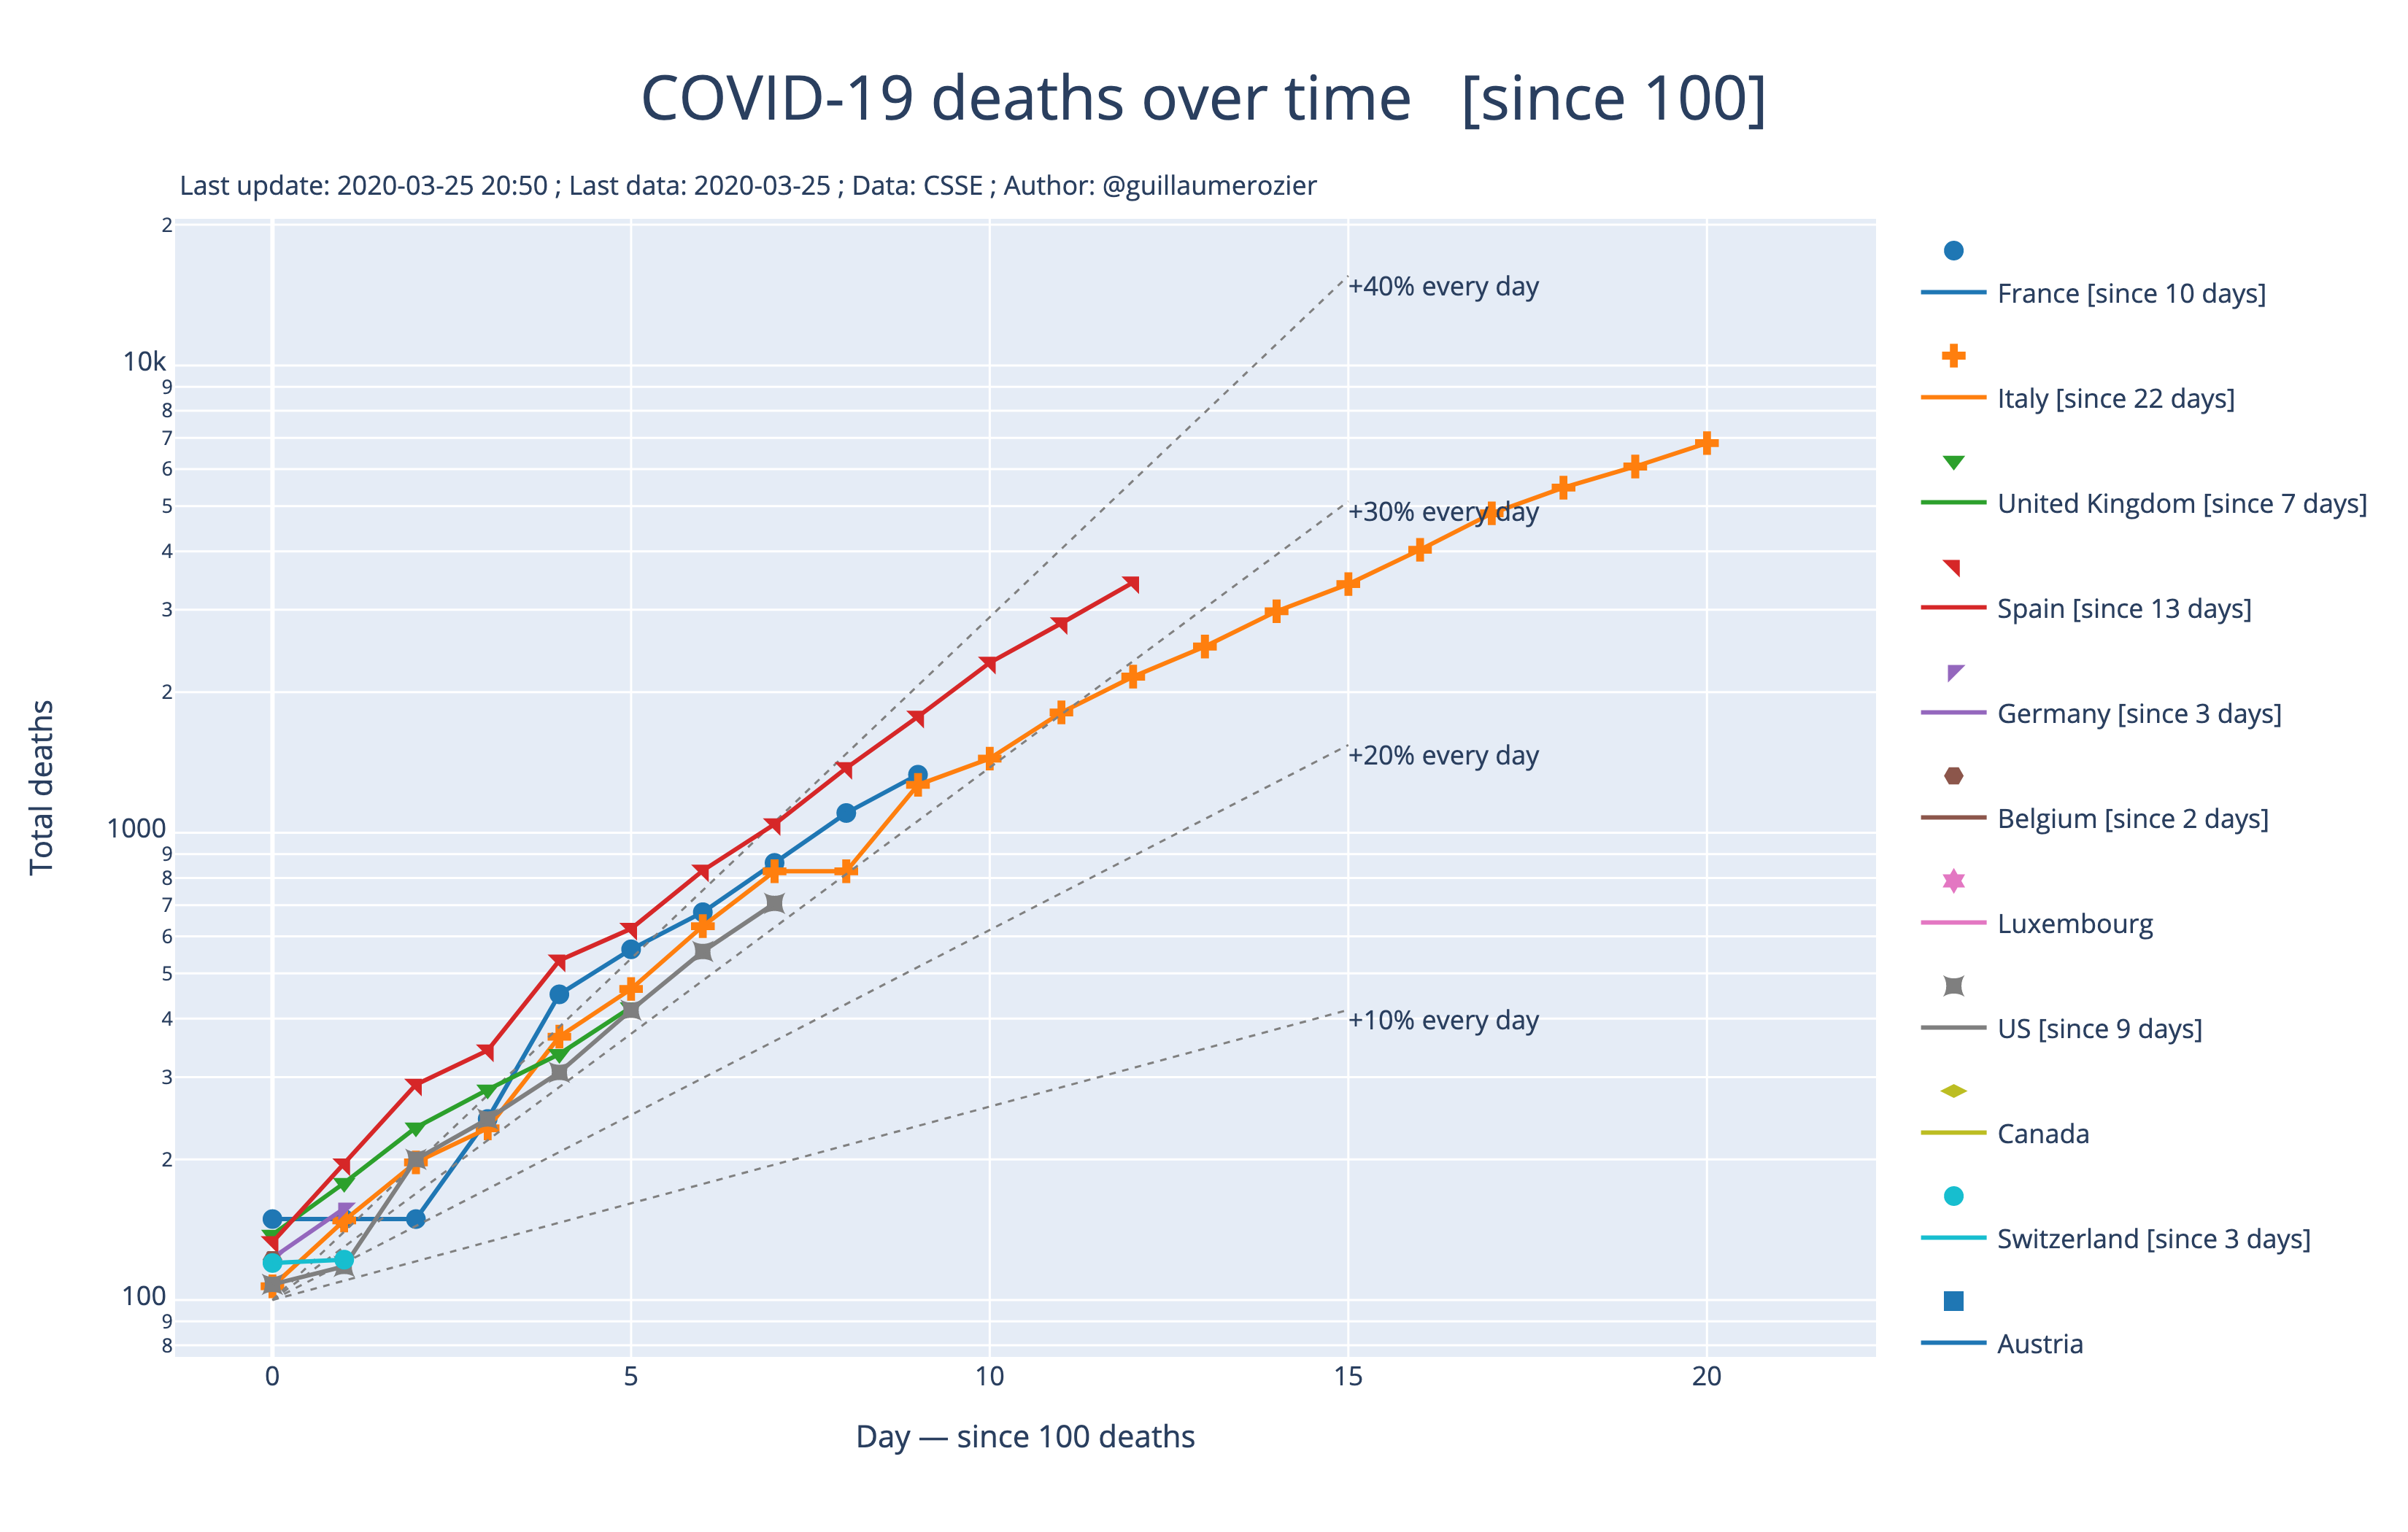 COVID-19 deaths over time [since 100]
Last update: 2020-03-25 20:50 ; Last data: 2020-03-25 ; Data: CSSE ; Author: @guillaumerozier
Total deaths
2
10k
9
8
7
6
5
4
3
2
1000
9
8
7
6
5
4
3
2
100
9
8
+40% every day
+30% every day
+20% every day
+10% every day
0 5 10 15 20
Day — since 100 deaths
France [since 10 days]
Italy [since 22 days]
United Kingdom [since 7 days]
Spain [since 13 days]
Germany [since 3 days]
Belgium [since 2 days]
Luxembourg
US [since 9 days]
Canada
Switzerland [since 3 days]
Austria